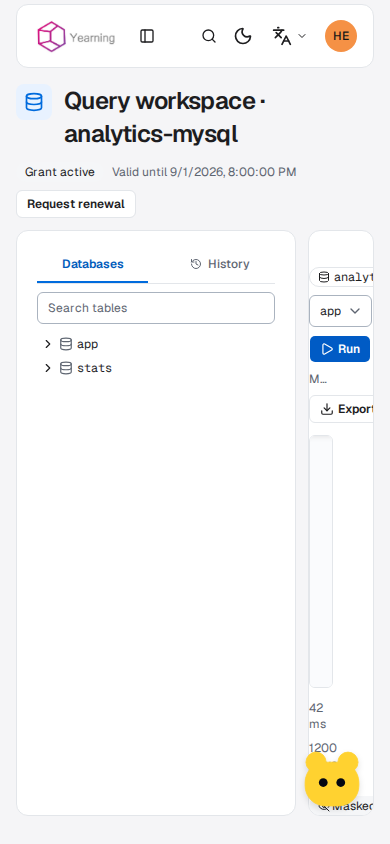 Yearning
HE
Query workspace ·
analytics-mysql
Grant active
Valid until 9/1/2026, 8:00:00 PM
Request renewal
Databases
History
Search tables
app
stats
analyt
app
Run
M...
Export
42
ms
1200
Masked